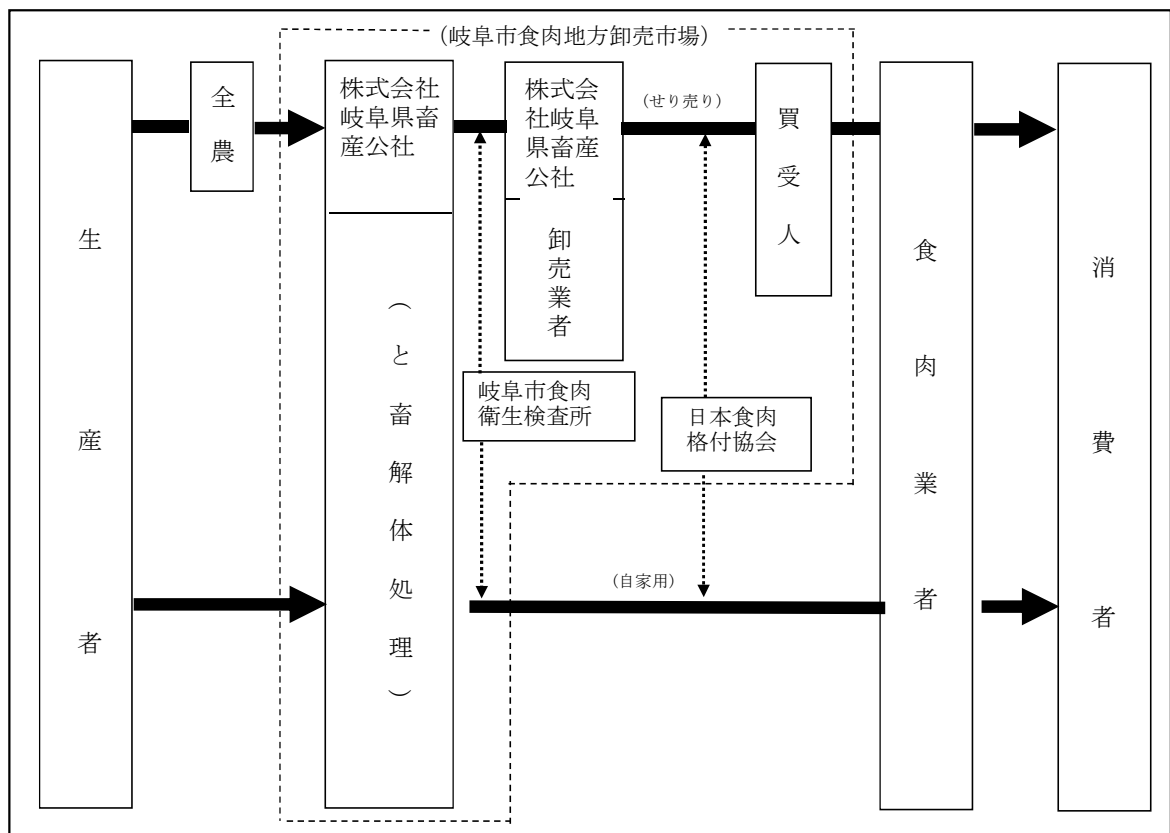 (岐阜市食肉地方卸売市場)
生産者
全農
株式会社
岐阜県畜
産公社
(と畜解体処理)
株式会
社岐阜
県畜産
公社
卸売業者
(せり売り)
買受人
岐阜市食肉
衛生検査所
日本食肉
格付協会
(自家用)
食肉業者
消費者